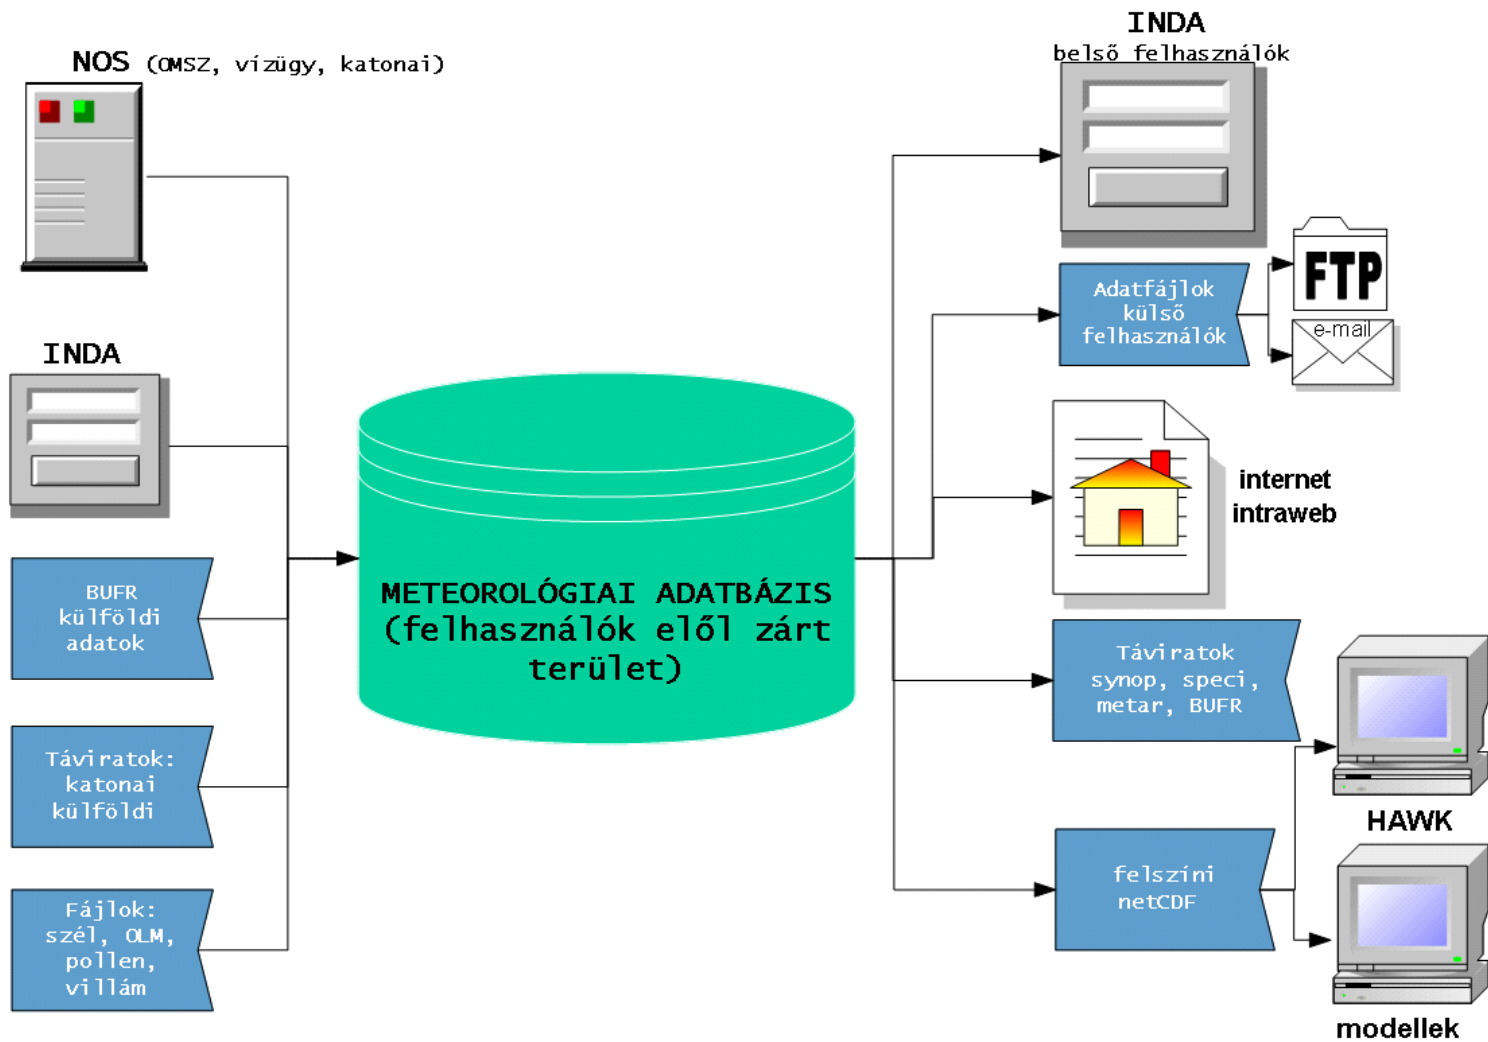 NOS (OMSZ, vízügy, katonai)
INDA
BUFR
külföldi
adatok
Táviratok:
katonai
külföldi
Fájlok:
szél, OLM,
pollen,
villám
METEOROLÓGIAI ADATBÁZIS
(felhasználók elől zárt
terület)
INDA
belső felhasználók
Adatfájlok
külső
felhasználók
FTP
e-mail
internet
intraweb
Táviratok
synop, speci,
metar, BUFR
felszíni
netCDF
HAWK
modellek